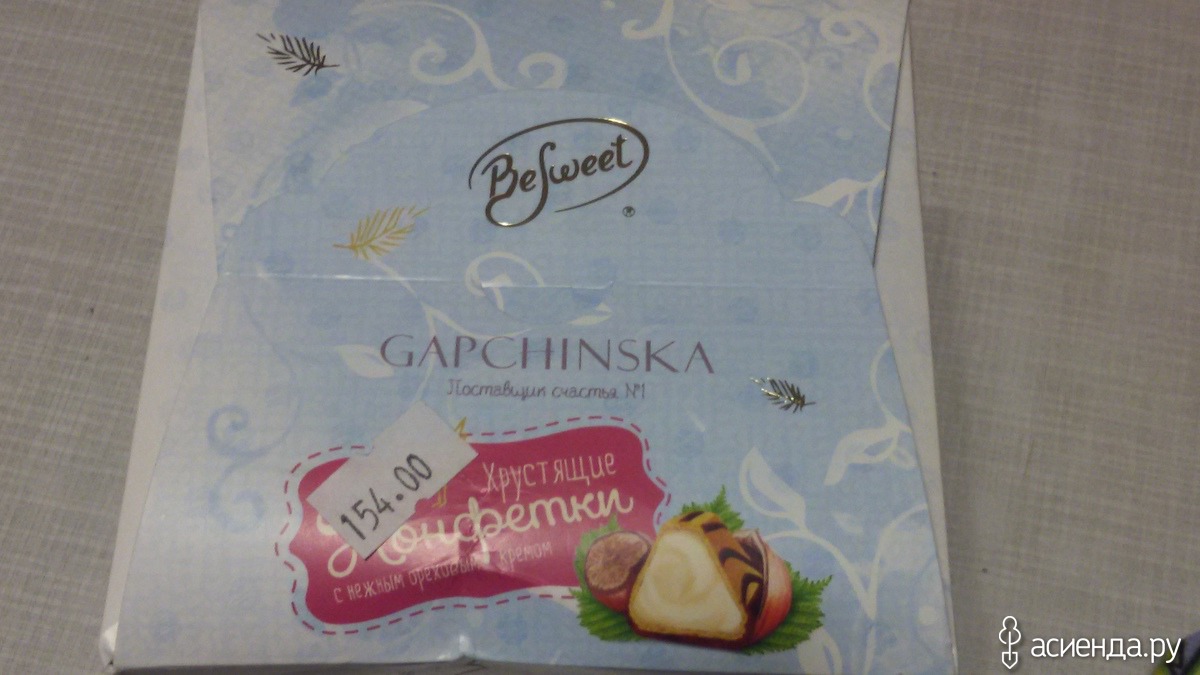 BeSweet
®
GAPCHINSKA
Поставщик счастья №1
154.00
Хрустящие
Конфетки
с нежным ореховым кремом
асиенда.ру